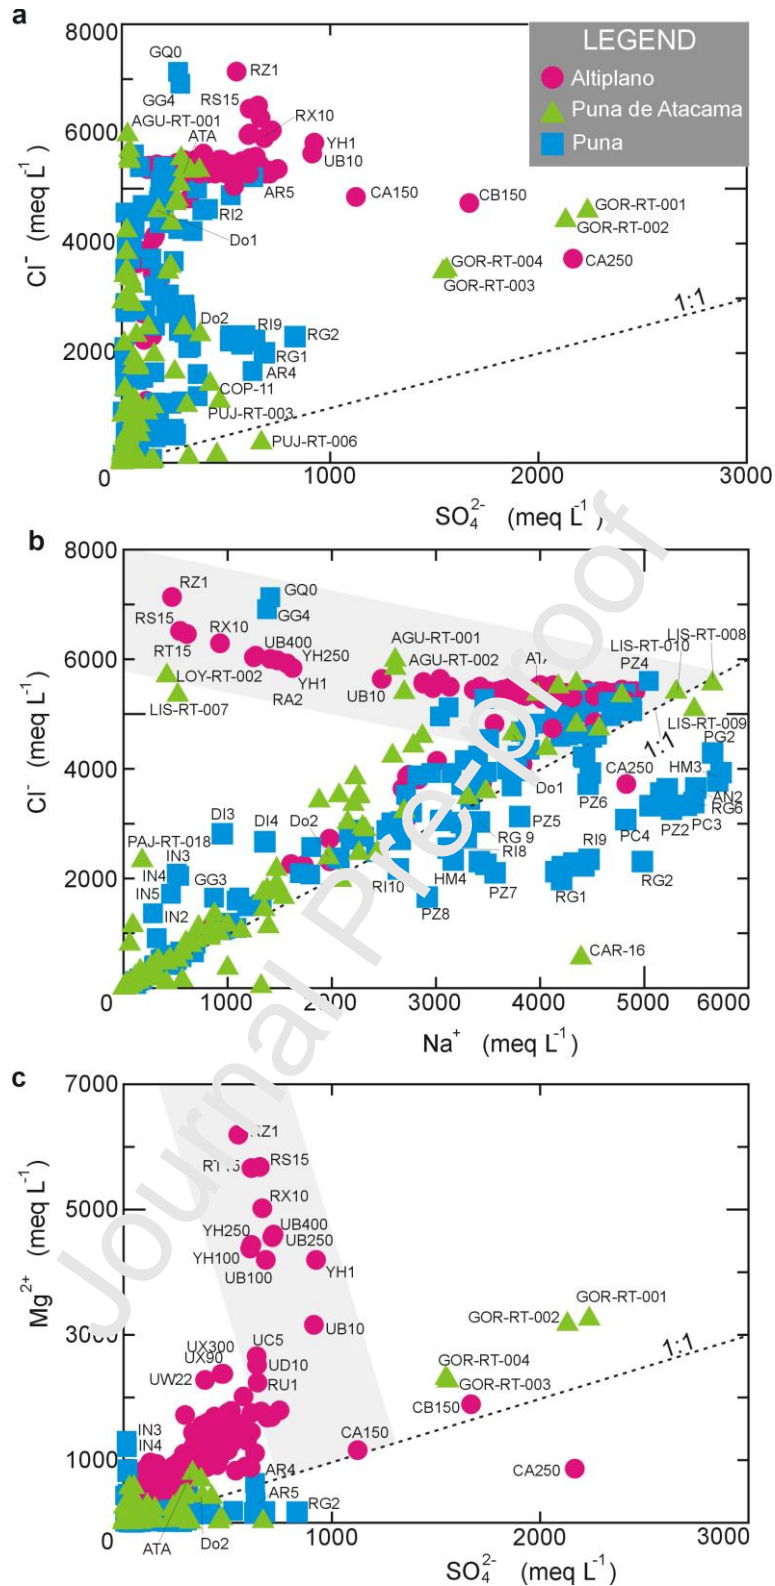 a
8000
6000
4000
2000
0
Cl⁻ (meq L⁻¹)
GQ0
GG4
RZ1
RS15
RX10
AGU-RT-001
ATA
YH1
UB10
AR5
RI2
Do1
CA150
CB150
GOR-RT-001
GOR-RT-002
GOR-RT-004
GOR-RT-003
CA250
1:1
Do2
RI9
RG2
RG1
AR4
COP-11
PUJ-RT-003
PUJ-RT-006
LEGEND
Altiplano
Puna de Atacama
Puna
1000
2000
3000
SO₄²⁻ (meq L⁻¹)
b
8000
6000
4000
2000
0
Cl⁻ (meq L⁻¹)
RZ1
GQ0
GG4
RS15
RX10
RT15
UB400
YH250
LOY-RT-002
RA2
YH1
LIS-RT-007
AGU-RT-001
AGU-RT-002
UB10
LIS-RT-008
LIS-RT-010
PZ4
LIS-RT-009
1:1
PG2
CA250
HM3
AN2
RG6
Do1
PZ6
PZ5
PC4
PZ2
PC3
DI3
DI4
Do2
PAJ-RT-018
IN3
IN4
IN5
GG3
IN2
RG 9
RI8
RI10
HM4
PZ7
PZ8
RI9
RG1
RG2
CAR-16
0
1000
2000
3000
4000
5000
6000
Na⁺ (meq L⁻¹)
c
7000
5000
3000
1000
0
Mg²⁺ (meq L⁻¹)
RS15
RX10
YH250
UB400
UB250
YH100
UB100
YH1
UB10
UX300
UX90
UC5
UW22
UD10
RU1
GOR-RT-001
GOR-RT-002
GOR-RT-004
GOR-RT-003
1:1
CB150
CA150
CA250
IN3
IN4
AR4
AR5
RG2
ATA
Do2
1000
2000
3000
SO₄²⁻ (meq L⁻¹)
Journal Pre-proof